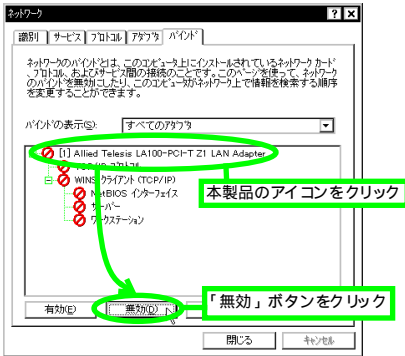 ネットワーク
識別 サービス プロトコル アダプタ バインド
ネットワークのバインドとは、このコンピュータ上にインストールされているネットワーク カード
、プロトコル、およびサービス間の接続のことです。このページを使って、ネットワーク
のバインドを無効にしたり、このコンピュータがネットワーク上で情報を検索する順序
を変更することができます。
バインドの表示(S): すべてのアダプタ
[1] Allied Telesis LA100-PCI-T Z1 LAN Adapter
TCP/IP プロトコル
WINS クライアント (TCP/IP)
NetBIOS インターフェイス
サーバー
ワークステーション
本製品のアイコンをクリック
有効(E) 無効(D)
「無効」ボタンをクリック
閉じる キャンセル